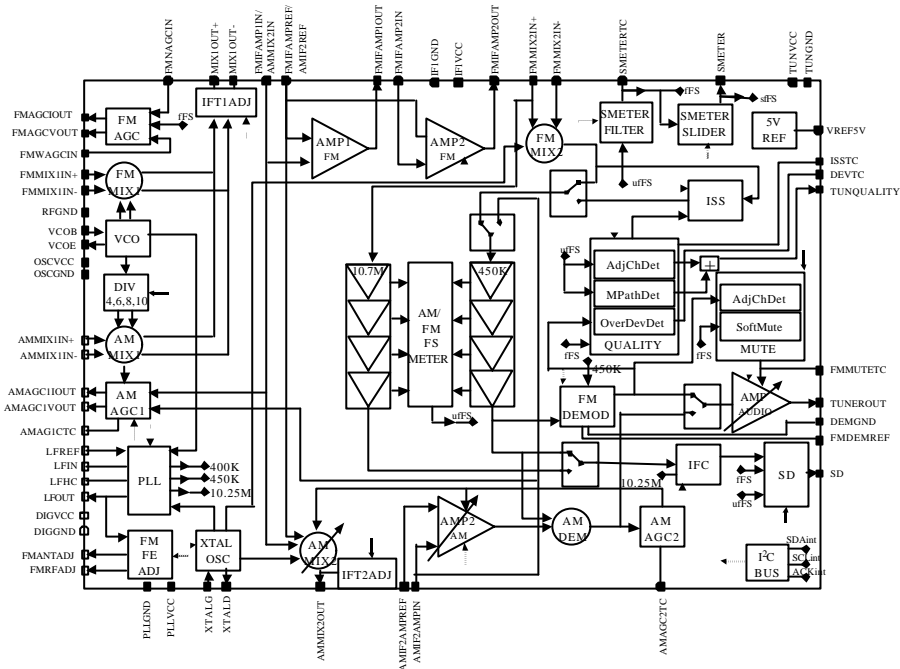 FMNAGCIN
MIX1OUT+
MIX1OUT-
FMIFAMP1IN/
AMMIX2IN
FMIFAMPREF/
AMIF2REF
FMIFAMP1OUT
FMIFAMP2IN
IF1GND
IF1VCC
FMIFAMP2OUT
FMMIX2IN+
FMMIX2IN-
SMETERTC
SMETER
TUNVCC
TUNGND
FMAGCIOUT
FMAGCVOUT
FMWAGCIN
FMMIX1IN+
FMMIX1IN-
RFGND
VCOB
VCOE
OSCVCC
OSCGND
AMMIX1IN+
AMMIX1IN-
AMAGC1IOUT
AMAGC1VOUT
AMAG1CTC
LFREF
LFIN
LFHC
LFOUT
DIGVCC
DIGGND
FMANTADJ
FMRFADJ
FM
AGC
fFS
IFT1ADJ
FM
MIX1
VCO
DIV
4,6,8,10
AM
MIX1
AM
AGC1
PLL
400K
450K
10.25M
FM
FE
ADJ
XTAL
OSC
AMP1
FM
AMP2
FM
FM
MIX2
SMETER
FILTER
fFS
SMETER
SLIDER
sfFS
5V
REF
ufFS
ISS
10.7M
AM/
FM
FS
METER
450K
ufFS
ufFS
AdjChDet
MPathDet
OverDevDet
QUALITY
fFS
+
AdjChDet
SoftMute
MUTE
fFS
450K
FM
DEMOD
AMP
AUDIO
10.25M
IFC
fFS
ufFS
SD
AM
MIX2
IFT2ADJ
AMP2
AM
AM
DEM
AM
AGC2
I2C
BUS
SDAint
SCLint
ACKint
VREF5V
ISSTC
DEVTC
TUNQUALITY
FMMUTETC
TUNEROUT
DEMGND
FMDEMREF
SD
PLLGND
PLLVCC
XTALG
XTALD
AMMIX2OUT
AMIF2AMPREF
AMIF2AMPIN
AMAGC2TC